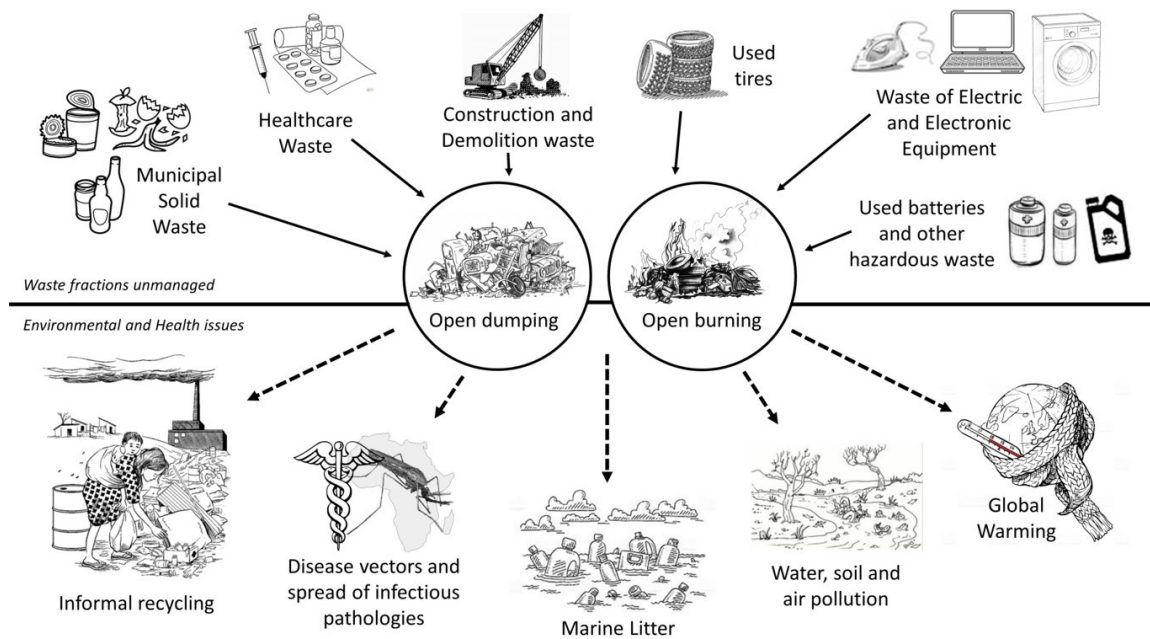 Healthcare
Waste
Construction and
Demolition waste
Used
tires
Waste of Electric
and Electronic
Equipment
Municipal
Solid
Waste
Used batteries
and other
hazardous waste
Waste fractions unmanaged
Environmental and Health issues
Open dumping
Open burning
Informal recycling
Disease vectors and
spread of infectious
pathologies
Marine Litter
Water, soil and
air pollution
Global
Warming